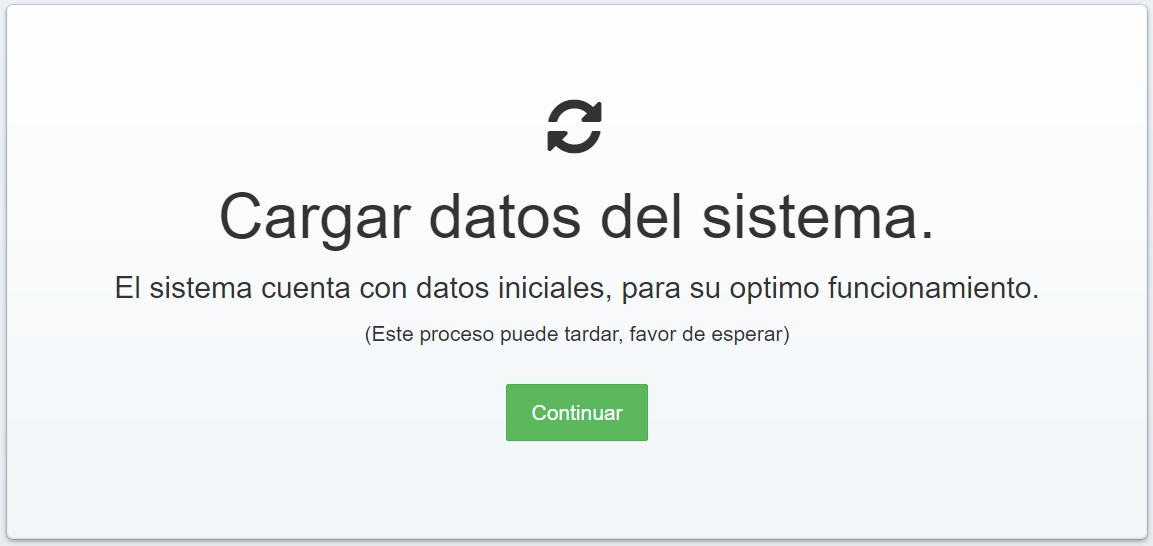 Cargar datos del sistema.
El sistema cuenta con datos iniciales, para su optimo funcionamiento.
(Este proceso puede tardar, favor de esperar)
Continuar